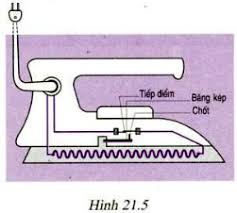 Tiếp điểm
Băng kép
Chốt
Hình 21.5